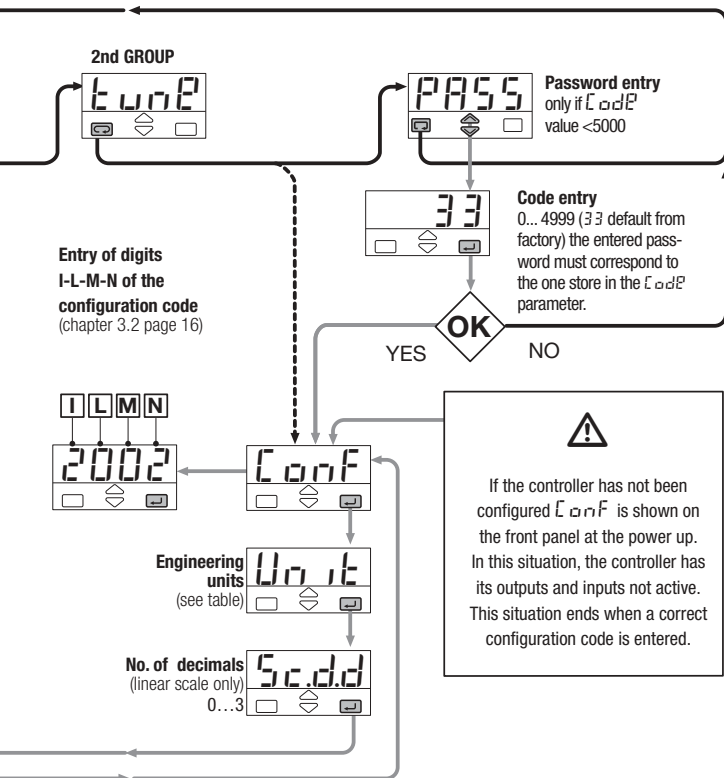 2nd GROUP
tunE
PASS
Password entry
only if CodE
value <5000
33
Code entry
0... 4999 (33 default from
factory) the entered pass-
word must correspond to
the one store in the CodE
parameter.
Entry of digits
I-L-M-N of the
configuration code
(chapter 3.2 page 16)
OK
YES
NO
I L M N
2002
ConF
If the controller has not been
configured ConF is shown on
the front panel at the power up.
In this situation, the controller has
its outputs and inputs not active.
This situation ends when a correct
configuration code is entered.
Engineering
units
(see table)
Unit
No. of decimals
(linear scale only)
0...3
Sc.d.d